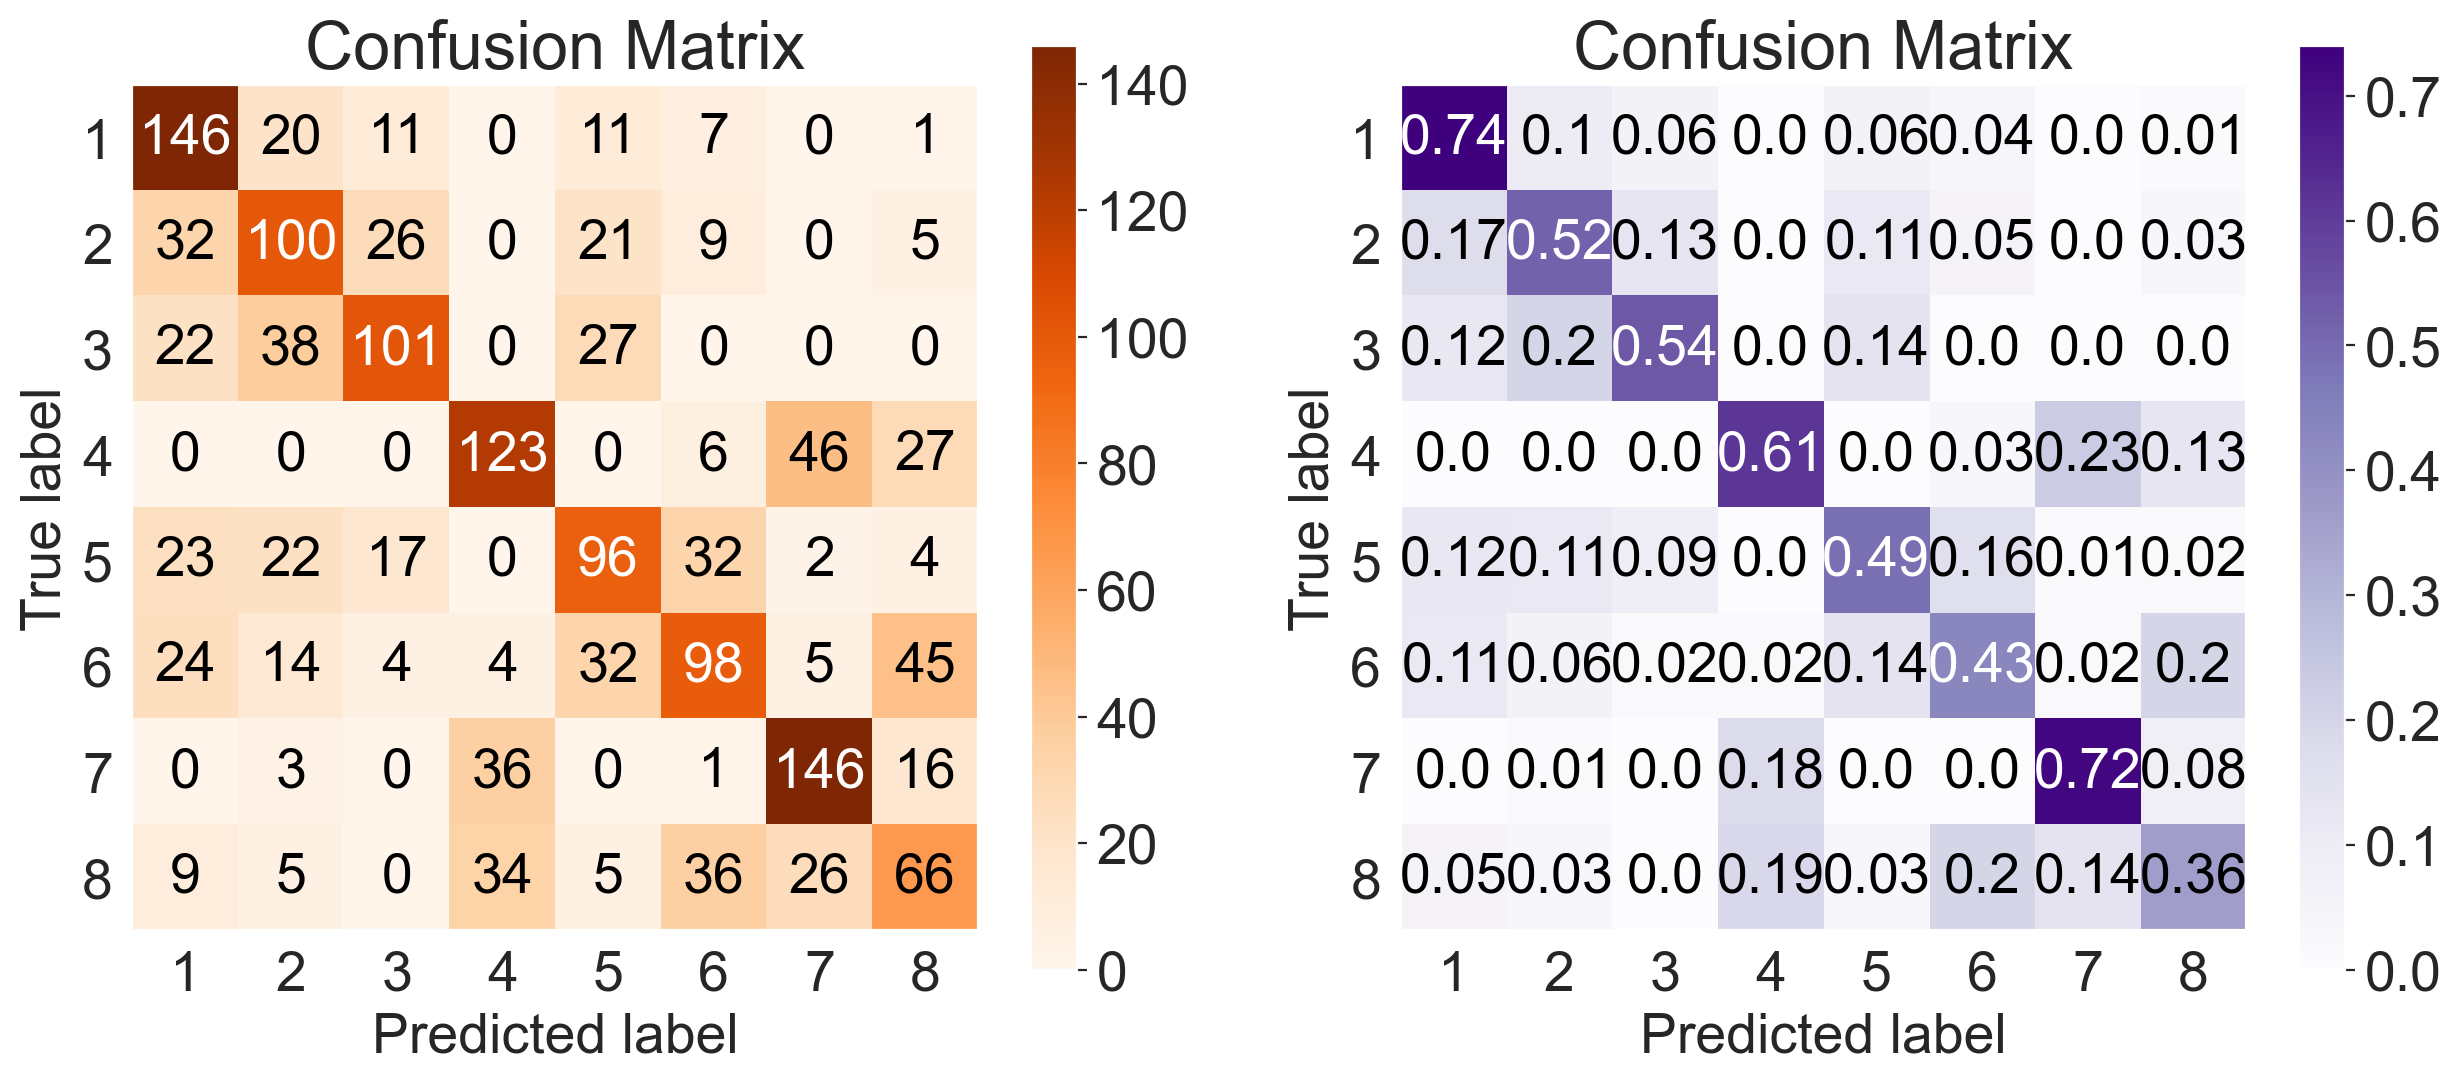 Confusion Matrix
140
120
100
80
60
40
20
0
True label
1 146 20 11 0 11 7 0 1
2 32 100 26 0 21 9 0 5
3 22 38 101 0 27 0 0 0
4 0 0 0 123 0 6 46 27
5 23 22 17 0 96 32 2 4
6 24 14 4 4 32 98 5 45
7 0 3 0 36 0 1 146 16
8 9 5 0 34 5 36 26 66
1 2 3 4 5 6 7 8
Predicted label
Confusion Matrix
0.7
0.6
0.5
0.4
0.3
0.2
0.1
0.0
True label
1 0.74 0.1 0.06 0.0 0.06 0.04 0.0 0.01
2 0.17 0.52 0.13 0.0 0.11 0.05 0.0 0.03
3 0.12 0.2 0.54 0.0 0.14 0.0 0.0 0.0
4 0.0 0.0 0.0 0.61 0.0 0.03 0.23 0.13
5 0.12 0.11 0.09 0.0 0.49 0.16 0.01 0.02
6 0.11 0.06 0.02 0.02 0.14 0.43 0.02 0.2
7 0.0 0.01 0.0 0.18 0.0 0.0 0.72 0.08
8 0.05 0.03 0.0 0.19 0.03 0.2 0.14 0.36
1 2 3 4 5 6 7 8
Predicted label